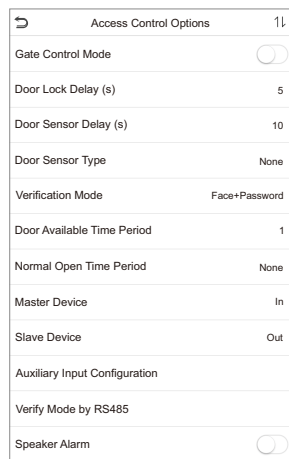 Access Control Options
Gate Control Mode
Door Lock Delay (s) 5
Door Sensor Delay (s) 10
Door Sensor Type None
Verification Mode Face+Password
Door Available Time Period 1
Normal Open Time Period None
Master Device In
Slave Device Out
Auxiliary Input Configuration
Verify Mode by RS485
Speaker Alarm